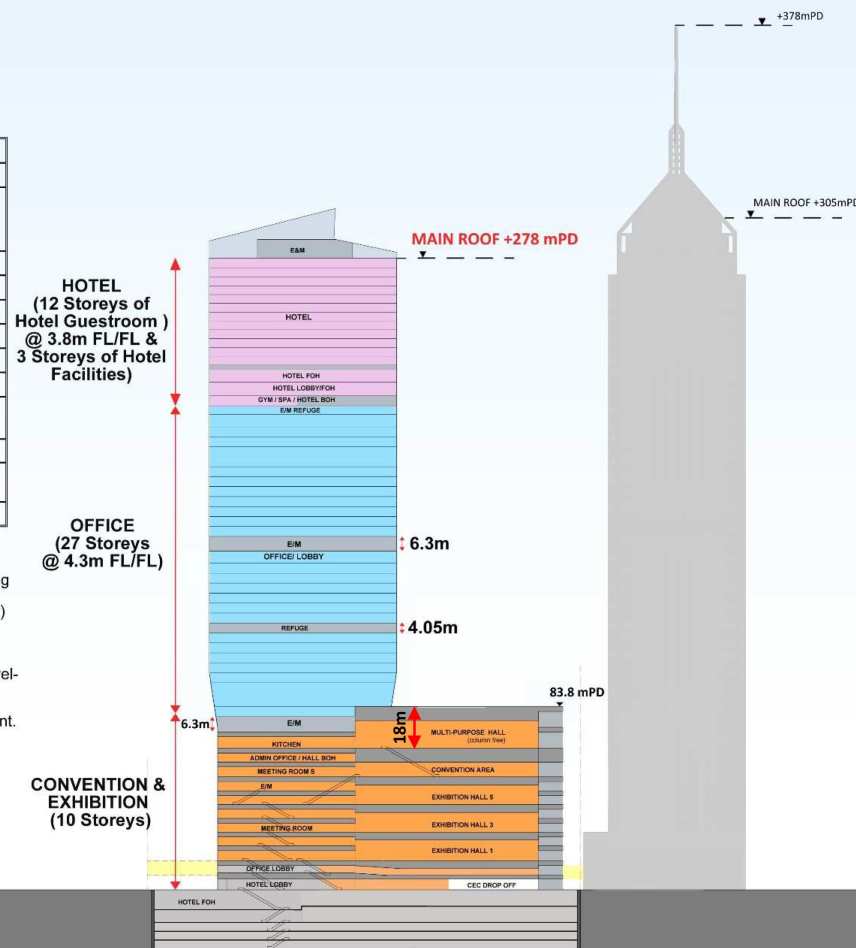 +378mPD
MAIN ROOF +305mPD
MAIN ROOF +278 mPD
E&M
HOTEL
(12 Storeys of
Hotel Guestroom )
@ 3.8m FL/FL &
3 Storeys of Hotel
Facilities)
HOTEL
HOTEL FOH
HOTEL LOBBY/FOH
GYM / SPA / HOTEL BOH
E/M REFUGE
OFFICE
(27 Storeys
@ 4.3m FL/FL)
E/M
6.3m
OFFICE/ LOBBY
REFUGE
4.05m
g
)
el-
nt.
83.8 mPD
6.3m
E/M
18m
MULTI-PURPOSE HALL
(column free)
KITCHEN
ADMIN OFFICE / HALL BOH
MEETING ROOM S
CONVENTION AREA
CONVENTION &
EXHIBITION
(10 Storeys)
E/M
EXHIBITION HALL 5
MEETING ROOM
EXHIBITION HALL 3
EXHIBITION HALL 1
OFFICE LOBBY
HOTEL LOBBY
CEC DROP OFF
HOTEL FOH